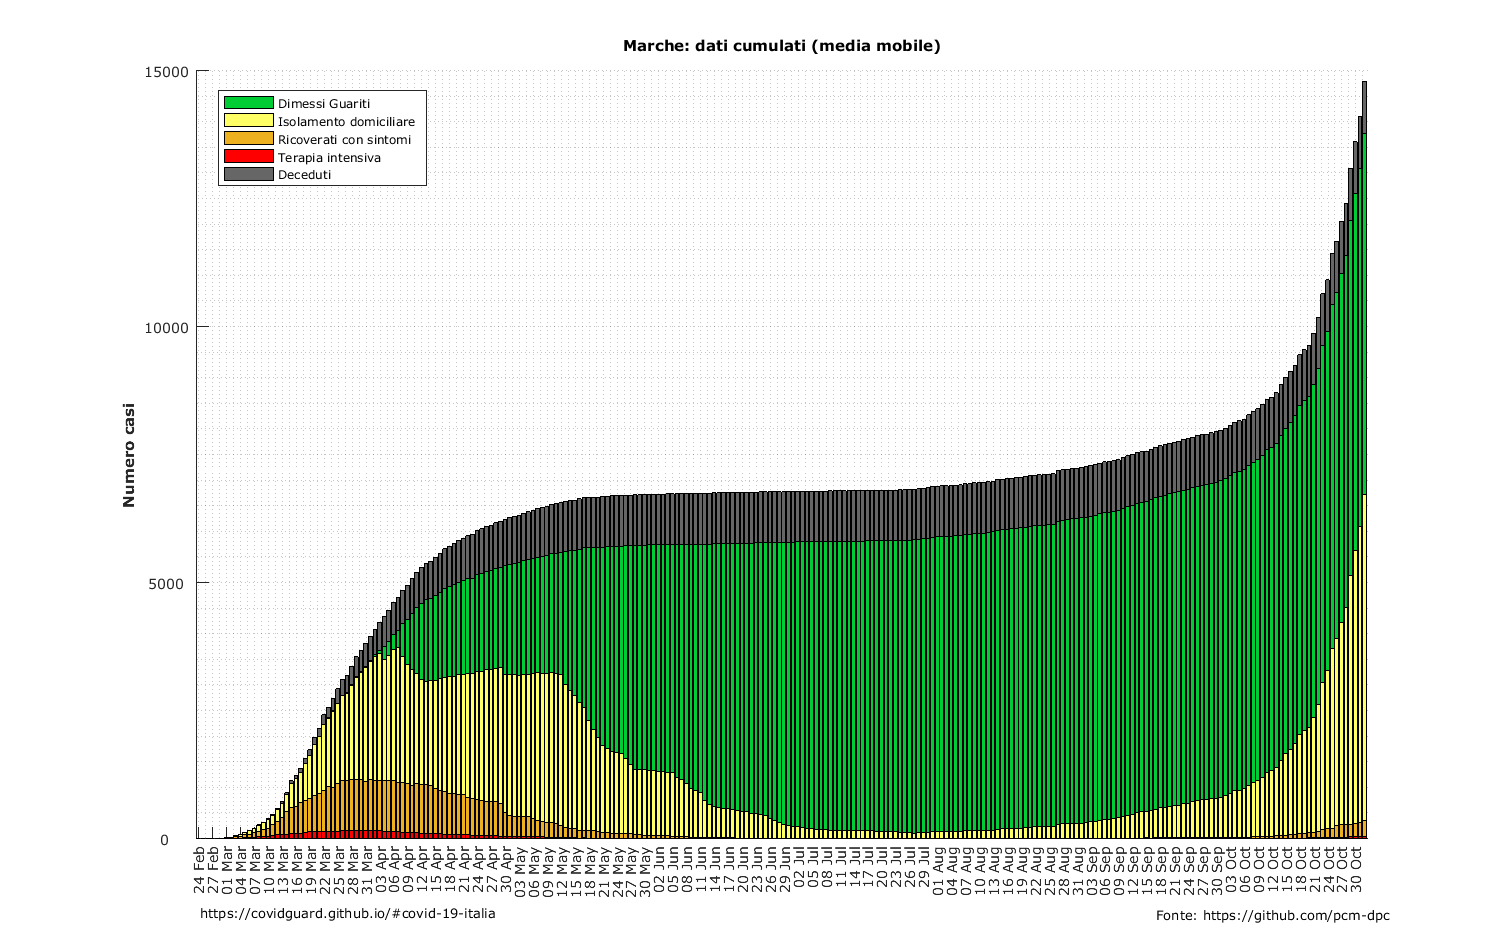 Marche: dati cumulati (media mobile)
15000
10000
5000
0
Numero casi
Dimessi Guariti
Isolamento domiciliare
Ricoverati con sintomi
Terapia intensiva
Deceduti
24 Feb
27 Feb
01 Mar
04 Mar
07 Mar
10 Mar
13 Mar
16 Mar
19 Mar
22 Mar
25 Mar
28 Mar
31 Mar
03 Apr
06 Apr
09 Apr
12 Apr
15 Apr
18 Apr
21 Apr
24 Apr
27 Apr
30 Apr
03 May
06 May
09 May
12 May
15 May
18 May
21 May
24 May
27 May
30 May
02 Jun
05 Jun
08 Jun
11 Jun
14 Jun
17 Jun
20 Jun
23 Jun
26 Jun
29 Jun
02 Jul
05 Jul
08 Jul
11 Jul
14 Jul
17 Jul
20 Jul
23 Jul
26 Jul
29 Jul
01 Aug
04 Aug
07 Aug
10 Aug
13 Aug
16 Aug
19 Aug
22 Aug
25 Aug
28 Aug
31 Aug
03 Sep
06 Sep
09 Sep
12 Sep
15 Sep
18 Sep
21 Sep
24 Sep
27 Sep
30 Sep
03 Oct
06 Oct
09 Oct
12 Oct
15 Oct
18 Oct
21 Oct
24 Oct
27 Oct
30 Oct
https://covidguard.github.io/#covid-19-italia
Fonte: https://github.com/pcm-dpc